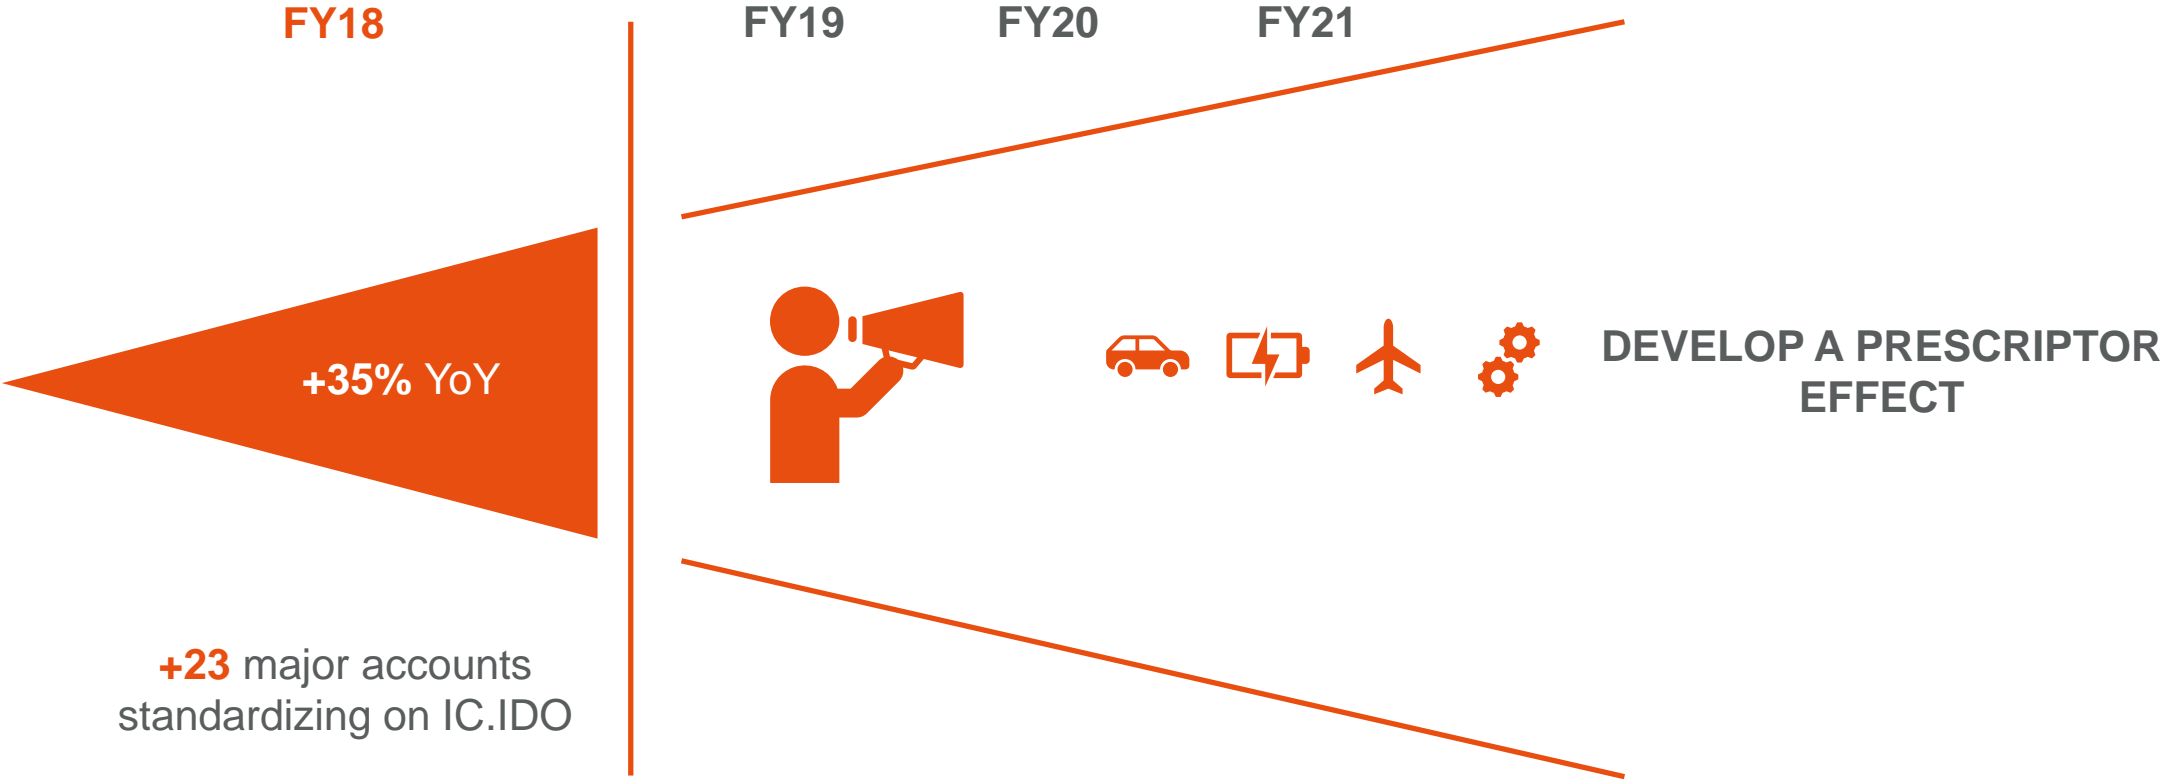 FY18
FY19
FY20
FY21
+35% YoY
DEVELOP A PRESCRIPTOR
EFFECT
+23 major accounts
standardizing on IC.IDO